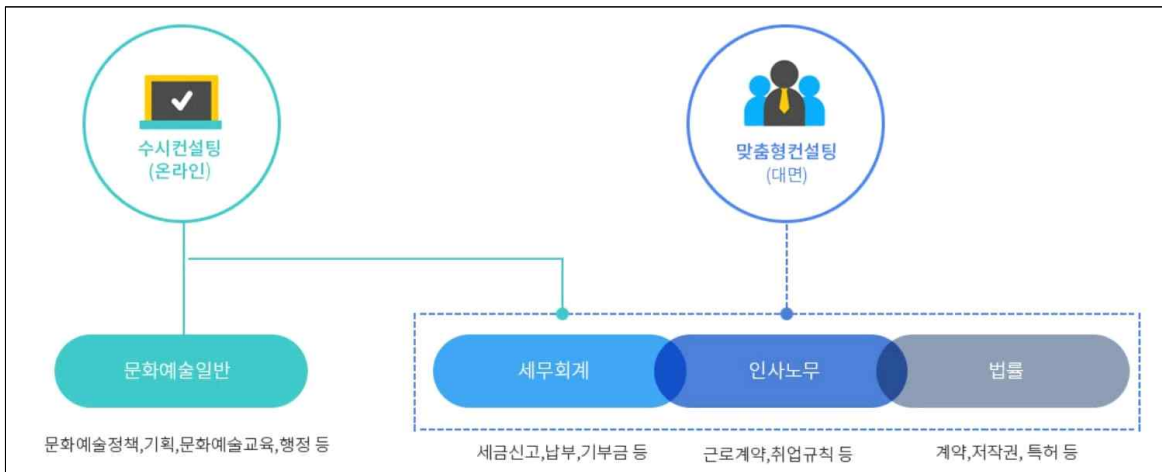 수시컨설팅
(온라인)
맞춤형컨설팅
(대면)
문화예술일반
세무회계
인사노무
법률
문화예술정책,기획,문화예술교육,행정 등
세금신고,납부,기부금 등
근로계약,취업규칙 등
계약,저작권, 특허 등